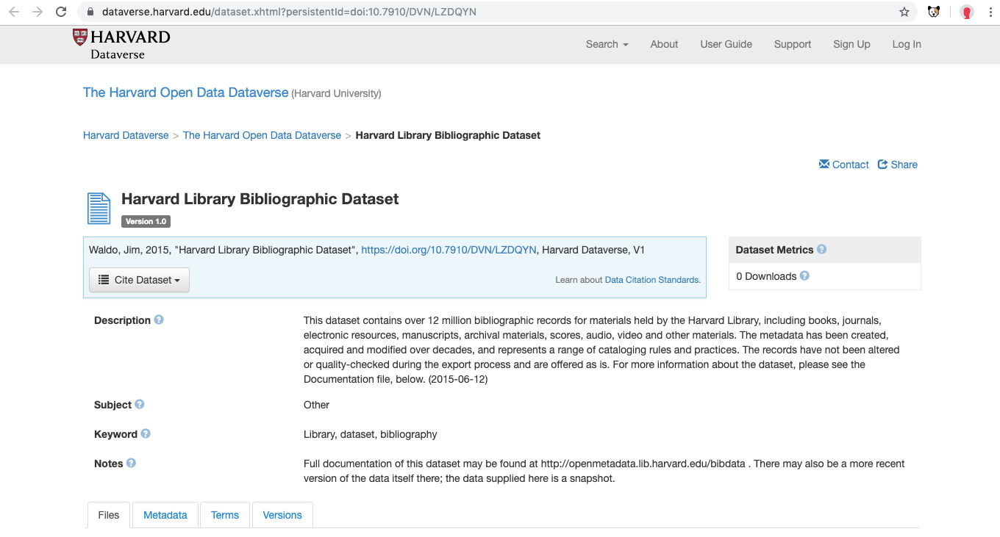 dataverse.harvard.edu/dataset.xhtml?persistentId=doi:10.7910/DVN/LZDQYN
HARVARD
Dataverse
Search About User Guide Support Sign Up Log In
The Harvard Open Data Dataverse (Harvard University)
Harvard Dataverse > The Harvard Open Data Dataverse > Harvard Library Bibliographic Dataset
Contact Share
Harvard Library Bibliographic Dataset
Version 1.0
Waldo, Jim, 2015, "Harvard Library Bibliographic Dataset", https://doi.org/10.7910/DVN/LZDQYN, Harvard Dataverse, V1
Cite Dataset
Learn about Data Citation Standards.
Dataset Metrics ?
0 Downloads ?
Description ?
This dataset contains over 12 million bibliographic records for materials held by the Harvard Library, including books, journals,
electronic resources, manuscripts, archival materials, scores, audio, video and other materials. The metadata has been created,
acquired and modified over decades, and represents a range of cataloging rules and practices. The records have not been altered
or quality-checked during the export process and are offered as is. For more information about the dataset, please see the
Documentation file, below. (2015-06-12)
Subject ? Other
Keyword ? Library, dataset, bibliography
Notes ? Full documentation of this dataset may be found at http://openmetadata.lib.harvard.edu/bibdata . There may also be a more recent
version of the data itself there; the data supplied here is a snapshot.
Files Metadata Terms Versions